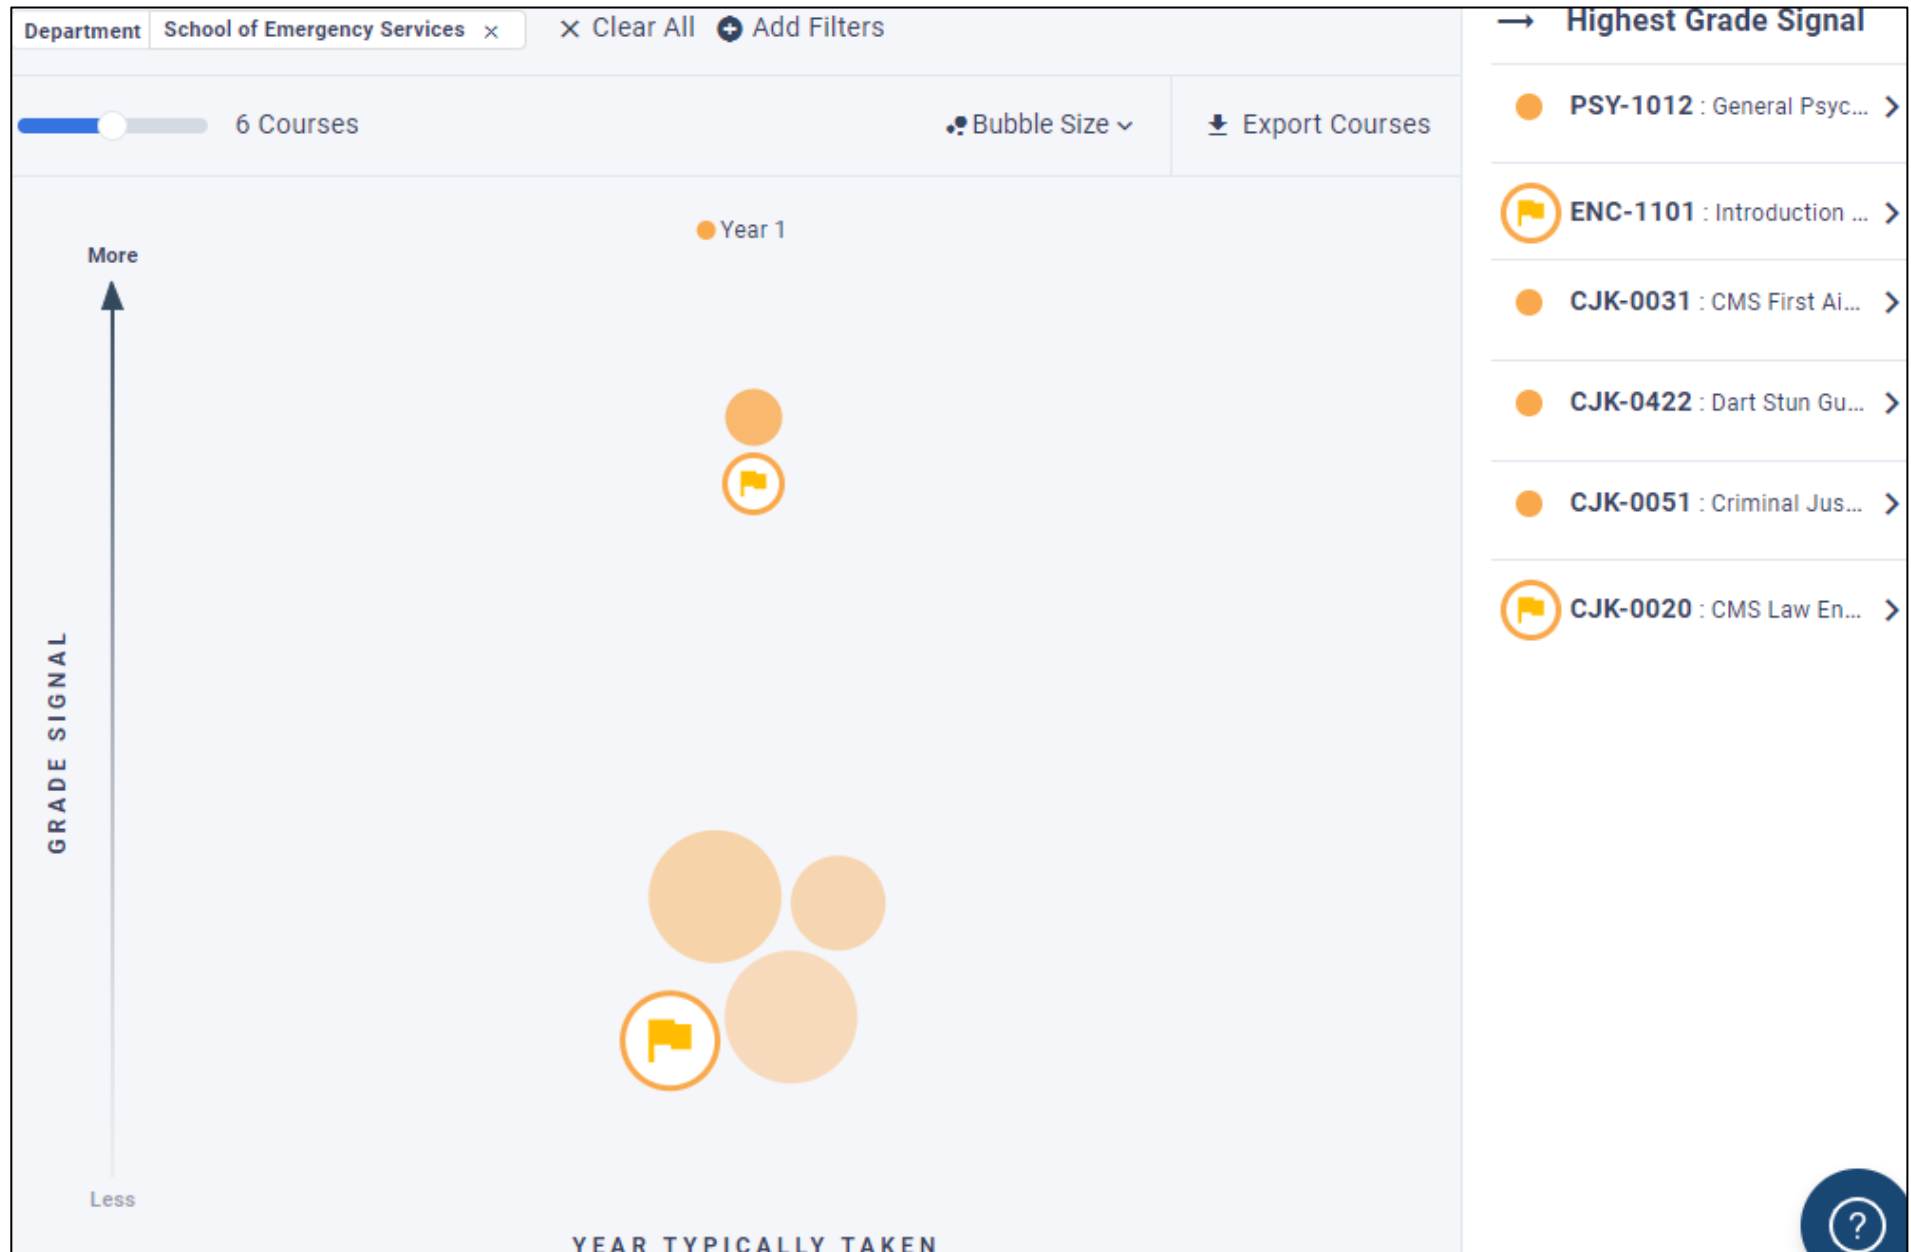 Department School of Emergency Services × × Clear All Add Filters
6 Courses Bubble Size Export Courses
Year 1
More
GRADE SIGNAL
Less
YEAR TYPICALLY TAKEN
→ Highest Grade Signal
PSY-1012 : General Psyc...
ENC-1101 : Introduction ...
CJK-0031 : CMS First Ai...
CJK-0422 : Dart Stun Gu...
CJK-0051 : Criminal Jus...
CJK-0020 : CMS Law En...
?